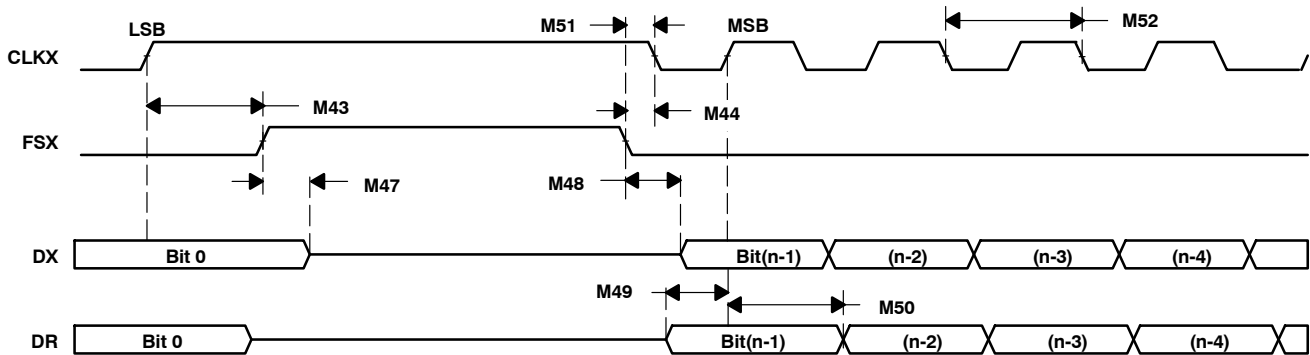 LSB M51 MSB M52
CLKX
M43 M44
FSX
M47 M48
DX Bit 0 Bit(n-1) (n-2) (n-3) (n-4)
M49 M50
DR Bit 0 Bit(n-1) (n-2) (n-3) (n-4)